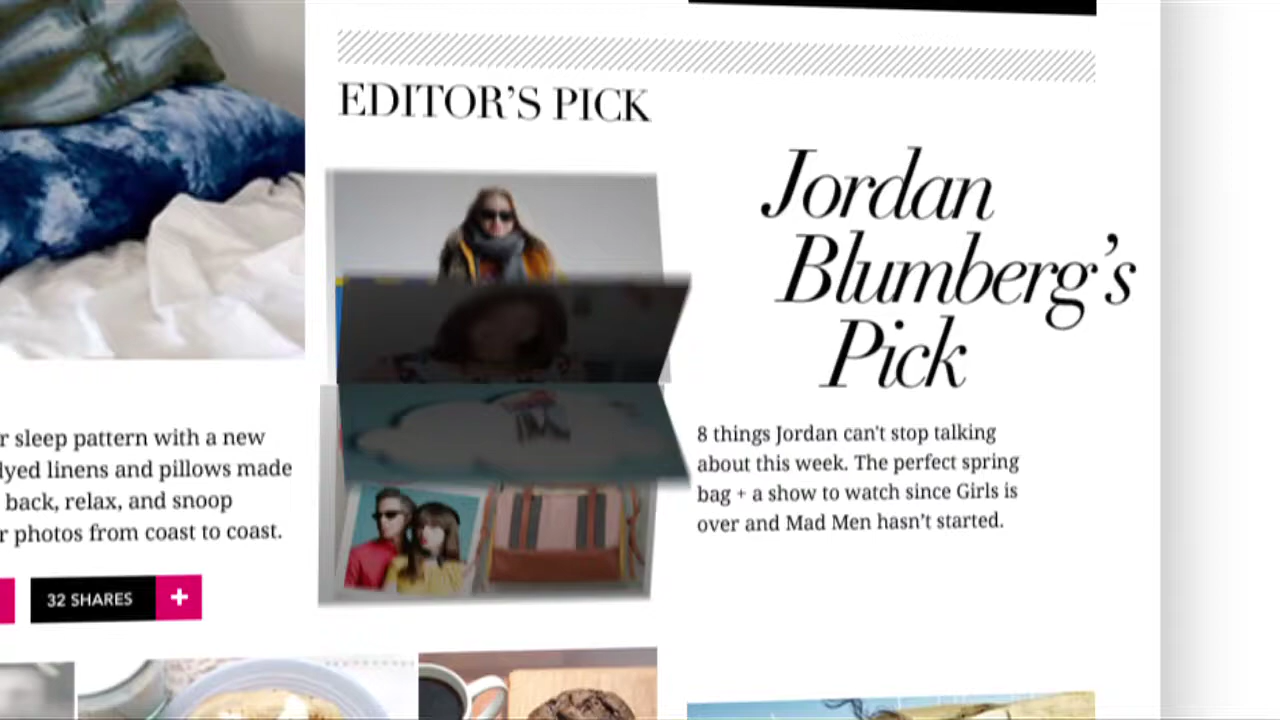 EDITOR'S PICK
Jordan
Blumberg's
Pick
8 things Jordan can't stop talking
about this week. The perfect spring
bag + a show to watch since Girls is
over and Mad Men hasn't started.
r sleep pattern with a new
dyed linens and pillows made
back, relax, and snoop
r photos from coast to coast.
32 SHARES +